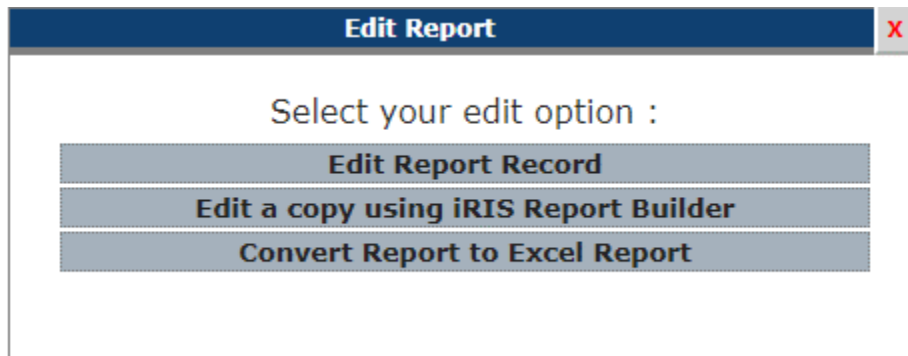 Edit Report
X
Select your edit option :
Edit Report Record
Edit a copy using iRIS Report Builder
Convert Report to Excel Report